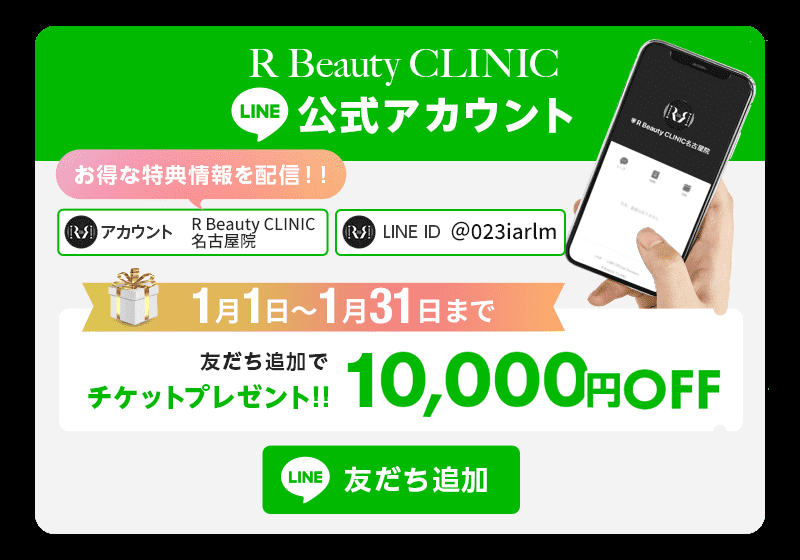 R Beauty CLINIC
LINE 公式アカウント
お得な特典情報を配信！！
アカウント R Beauty CLINIC
名古屋院
LINE ID @023iarlm
R Beauty CLINIC名古屋院
1月1日～1月31日まで
友だち追加で
チケットプレゼント!!
10,000円OFF
LINE 友だち追加